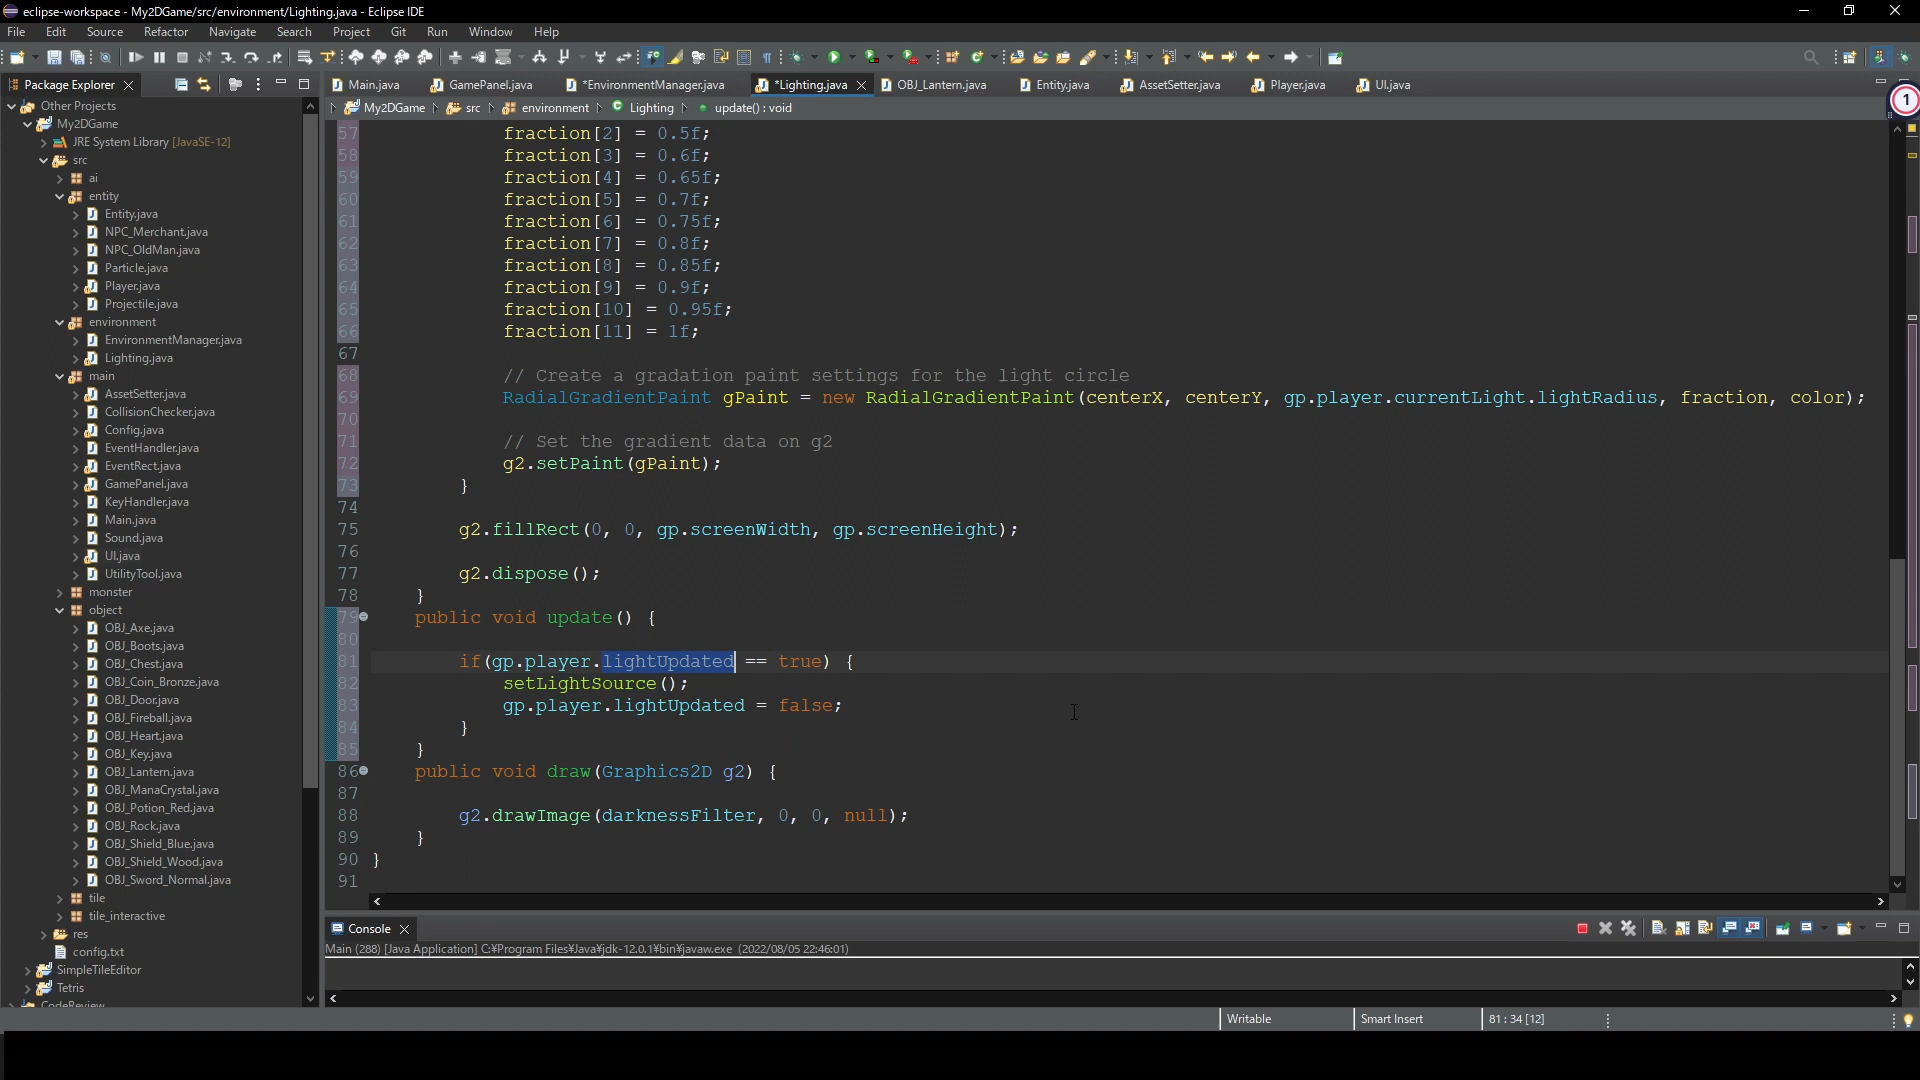 eclipse-workspace - My2DGame/src/environment/Lighting.java - Eclipse IDE
File Edit Source Refactor Navigate Search Project Git Run Window Help
Package Explorer
Main.java GamePanel.java *EnvironmentManager.java *Lighting.java OBJ_Lantern.java Entity.java AssetSetter.java Player.java UI.java
1
My2DGame src environment Lighting update() : void
Other Projects
My2DGame
JRE System Library [JavaSE-12]
src
ai
entity
Entity.java
NPC_Merchant.java
NPC_OldMan.java
Particle.java
Player.java
Projectile.java
environment
EnvironmentManager.java
Lighting.java
main
AssetSetter.java
CollisionChecker.java
Config.java
EventHandler.java
EventRect.java
GamePanel.java
KeyHandler.java
Main.java
Sound.java
UI.java
UtilityTool.java
monster
object
OBJ_Axe.java
OBJ_Boots.java
OBJ_Chest.java
OBJ_Coin_Bronze.java
OBJ_Door.java
OBJ_Fireball.java
OBJ_Heart.java
OBJ_Key.java
OBJ_Lantern.java
OBJ_ManaCrystal.java
OBJ_Potion_Red.java
OBJ_Rock.java
OBJ_Shield_Blue.java
OBJ_Shield_Wood.java
OBJ_Sword_Normal.java
tile
tile_interactive
res
config.txt
SimpleTileEditor
Tetris
CodeReview
57 fraction[2] = 0.5f;
58 fraction[3] = 0.6f;
59 fraction[4] = 0.65f;
60 fraction[5] = 0.7f;
61 fraction[6] = 0.75f;
62 fraction[7] = 0.8f;
63 fraction[8] = 0.85f;
64 fraction[9] = 0.9f;
65 fraction[10] = 0.95f;
66 fraction[11] = 1f;
67
68 // Create a gradation paint settings for the light circle
69 RadialGradientPaint gPaint = new RadialGradientPaint(centerX, centerY, gp.player.currentLight.lightRadius, fraction, color);
70
71 // Set the gradient data on g2
72 g2.setPaint(gPaint);
73 }
74
75 g2.fillRect(0, 0, gp.screenWidth, gp.screenHeight);
76
77 g2.dispose();
78 }
79 public void update() {
80
81 if(gp.player.lightUpdated == true) {
82 setLightSource();
83 gp.player.lightUpdated = false;
84 }
85 }
86 public void draw(Graphics2D g2) {
87
88 g2.drawImage(darknessFilter, 0, 0, null);
89 }
90 }
91
Console
Main (288) [Java Application] C:¥Program Files¥Java¥jdk-12.0.1¥bin¥javaw.exe (2022/08/05 22:46:01)
Writable Smart Insert 81 : 34 [12]